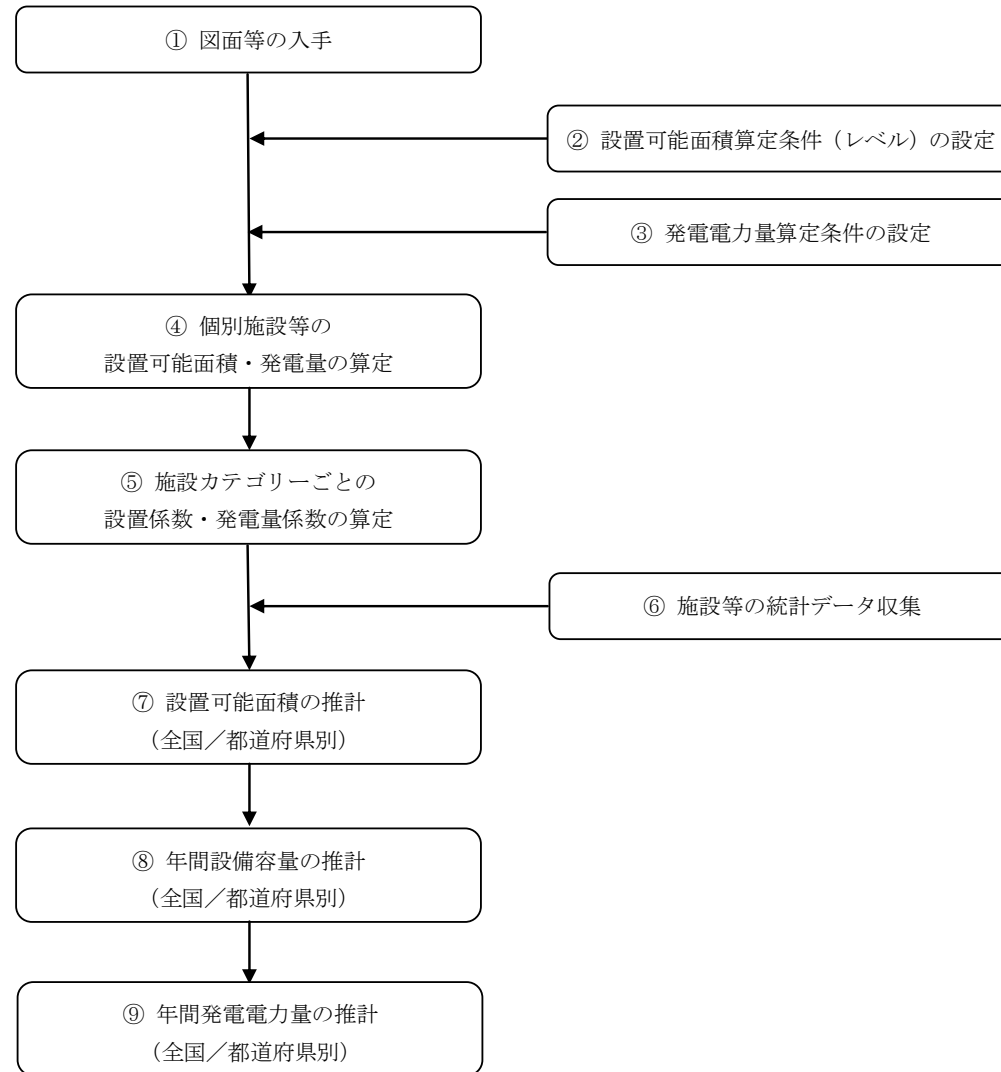 ① 図面等の入手
② 設置可能面積算定条件（レベル）の設定
③ 発電電力量算定条件の設定
④ 個別施設等の
設置可能面積・発電量の算定
⑤ 施設カテゴリーごとの
設置係数・発電量係数の算定
⑥ 施設等の統計データ収集
⑦ 設置可能面積の推計
（全国／都道府県別）
⑧ 年間設備容量の推計
（全国／都道府県別）
⑨ 年間発電電力量の推計
（全国／都道府県別）